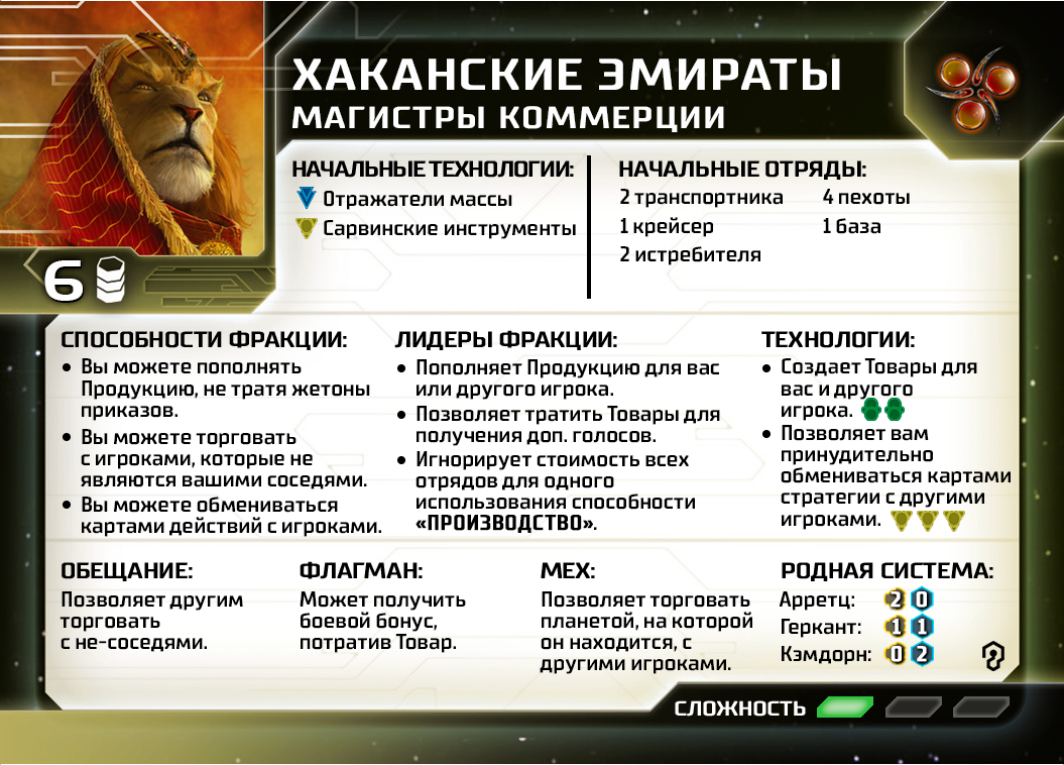 ХАКАНСКИЕ ЭМИРАТЫ
МАГИСТРЫ КОММЕРЦИИ
6
НАЧАЛЬНЫЕ ТЕХНОЛОГИИ:
Отражатели массы
Сарвинские инструменты
НАЧАЛЬНЫЕ ОТРЯДЫ:
2 транспортника
4 пехоты
1 крейсер
1 база
2 истребителя
СПОСОБНОСТИ ФРАКЦИИ:
• Вы можете пополнять
Продукцию, не тратя жетоны
приказов.
• Вы можете торговать
с игроками, которые не
являются вашими соседями.
• Вы можете обмениваться
картами действий с игроками.
ЛИДЕРЫ ФРАКЦИИ:
• Пополняет Продукцию для вас
или другого игрока.
• Позволяет тратить Товары для
получения доп. голосов.
• Игнорирует стоимость всех
отрядов для одного
использования способности
«ПРОИЗВОДСТВО».
ТЕХНОЛОГИИ:
• Создает Товары для
вас и другого
игрока.
• Позволяет вам
принудительно
обмениваться картами
стратегии с другими
игроками.
ОБЕЩАНИЕ:
Позволяет другим
торговать
с не-соседями.
ФЛАГМАН:
Может получить
боевой бонус,
потратив Товар.
МЕХ:
Позволяет торговать
планетой, на которой
он находится, с
другими игроками.
РОДНАЯ СИСТЕМА:
Арретц: 2 0
Геркант: 1 1
Кэмдорн: 0 2
СЛОЖНОСТЬ